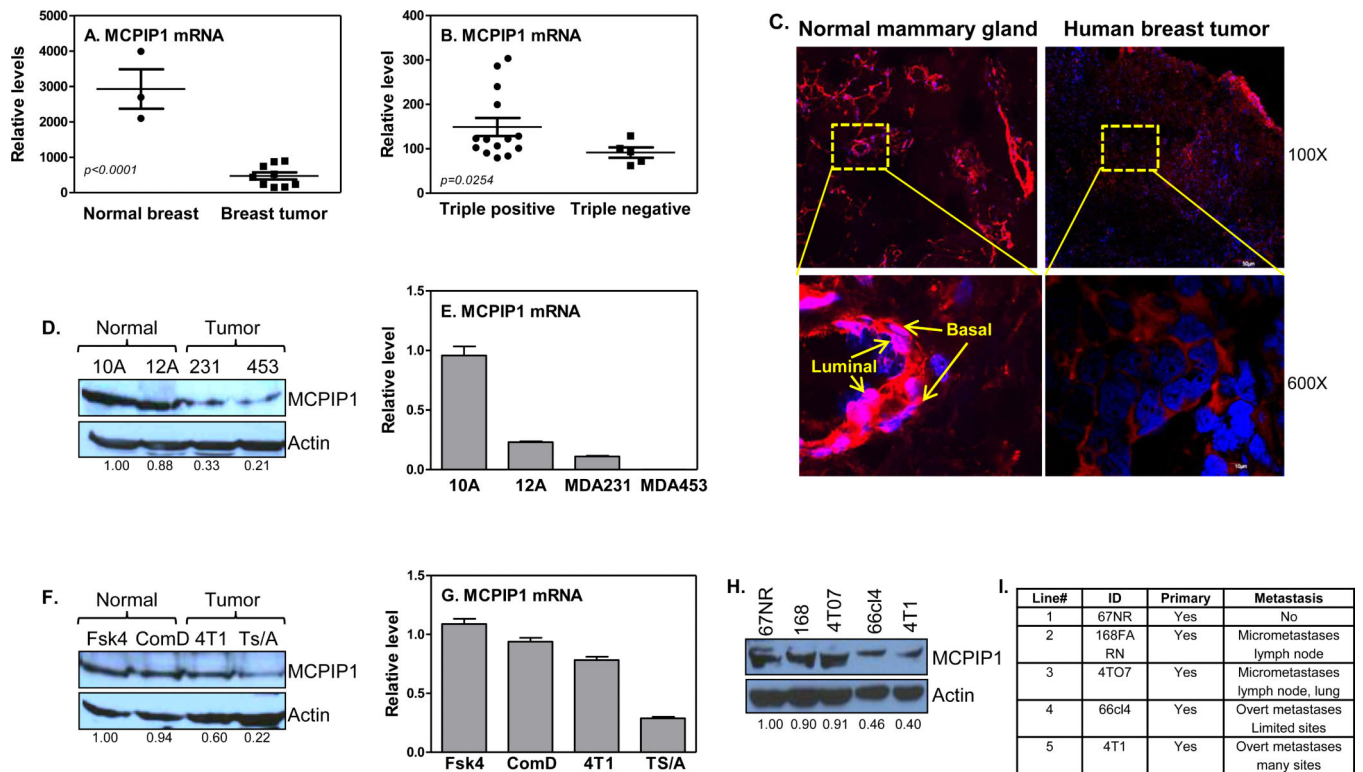 A. MCPIP1 mRNA
Relative levels
5000
4000
3000
2000
1000
0
p<0.0001
Normal breast
Breast tumor
B. MCPIP1 mRNA
Relative level
400
300
200
100
0
p=0.0254
Triple positive
Triple negative
C.
Normal mammary gland
Human breast tumor
100X
50μm
Basal
Luminal
600X
10μm
D.
Normal Tumor
10A 12A 231 453
MCPIP1
Actin
1.00 0.88 0.33 0.21
E. MCPIP1 mRNA
Relative level
1.5
1.0
0.5
0.0
10A 12A MDA231 MDA453
F.
Normal Tumor
Fsk4 ComD 4T1 Ts/A
MCPIP1
Actin
1.00 0.94 0.60 0.22
G. MCPIP1 mRNA
Relative level
1.5
1.0
0.5
0.0
Fsk4 ComD 4T1 TS/A
H.
67NR 168 4T07 66cl4 4T1
MCPIP1
Actin
1.00 0.90 0.91 0.46 0.40
I.
Line# ID Primary Metastasis
1 67NR Yes No
2 168FA Yes Micrometastases
RN lymph node
3 4TO7 Yes Micrometastases
lymph node, lung
4 66cl4 Yes Overt metastases
Limited sites
5 4T1 Yes Overt metastases
many sites